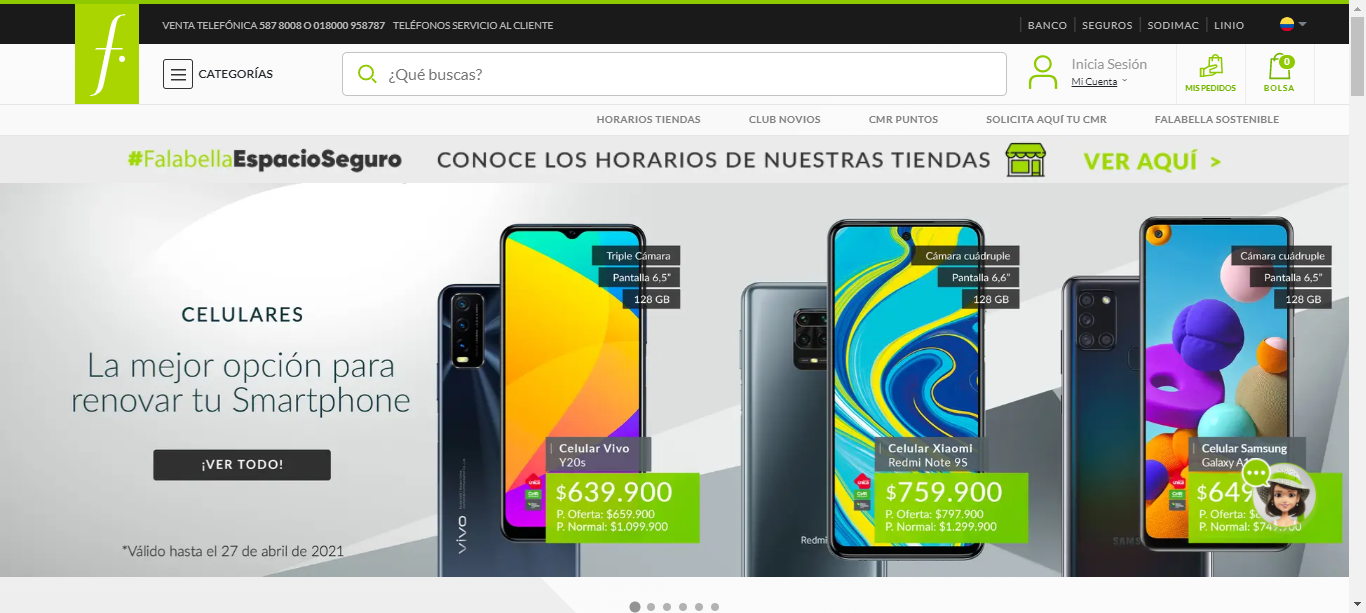 VENTA TELEFÓNICA 587 8008 O 018000 958787 TELÉFONOS SERVICIO AL CLIENTE
BANCO SEGUROS SODIMAC LINIO
f.
CATEGORÍAS
¿Qué buscas?
Inicia Sesión
Mi Cuenta
MIS PEDIDOS
0
BOLSA
HORARIOS TIENDAS CLUB NOVIOS CMR PUNTOS SOLICITA AQUÍ TU CMR FALABELLA SOSTENIBLE
#FalabellaEspacioSeguro CONOCE LOS HORARIOS DE NUESTRAS TIENDAS VER AQUÍ >
CELULARES
La mejor opción para
renovar tu Smartphone
¡VER TODO!
*Válido hasta el 27 de abril de 2021
Triple Cámara
Pantalla 6,5”
128 GB
Celular Vivo
Y20s
$639.900
P. Oferta: $659.900
P. Normal: $1.099.900
vivo
Cámara cuádruple
Pantalla 6,6”
128 GB
Celular Xiaomi
Redmi Note 9S
$759.900
P. Oferta: $797.900
P. Normal: $1.299.900
Redmi
Cámara cuádruple
Pantalla 6,5”
128 GB
Celular Samsung
Galaxy
P. Oferta:
P. Normal: